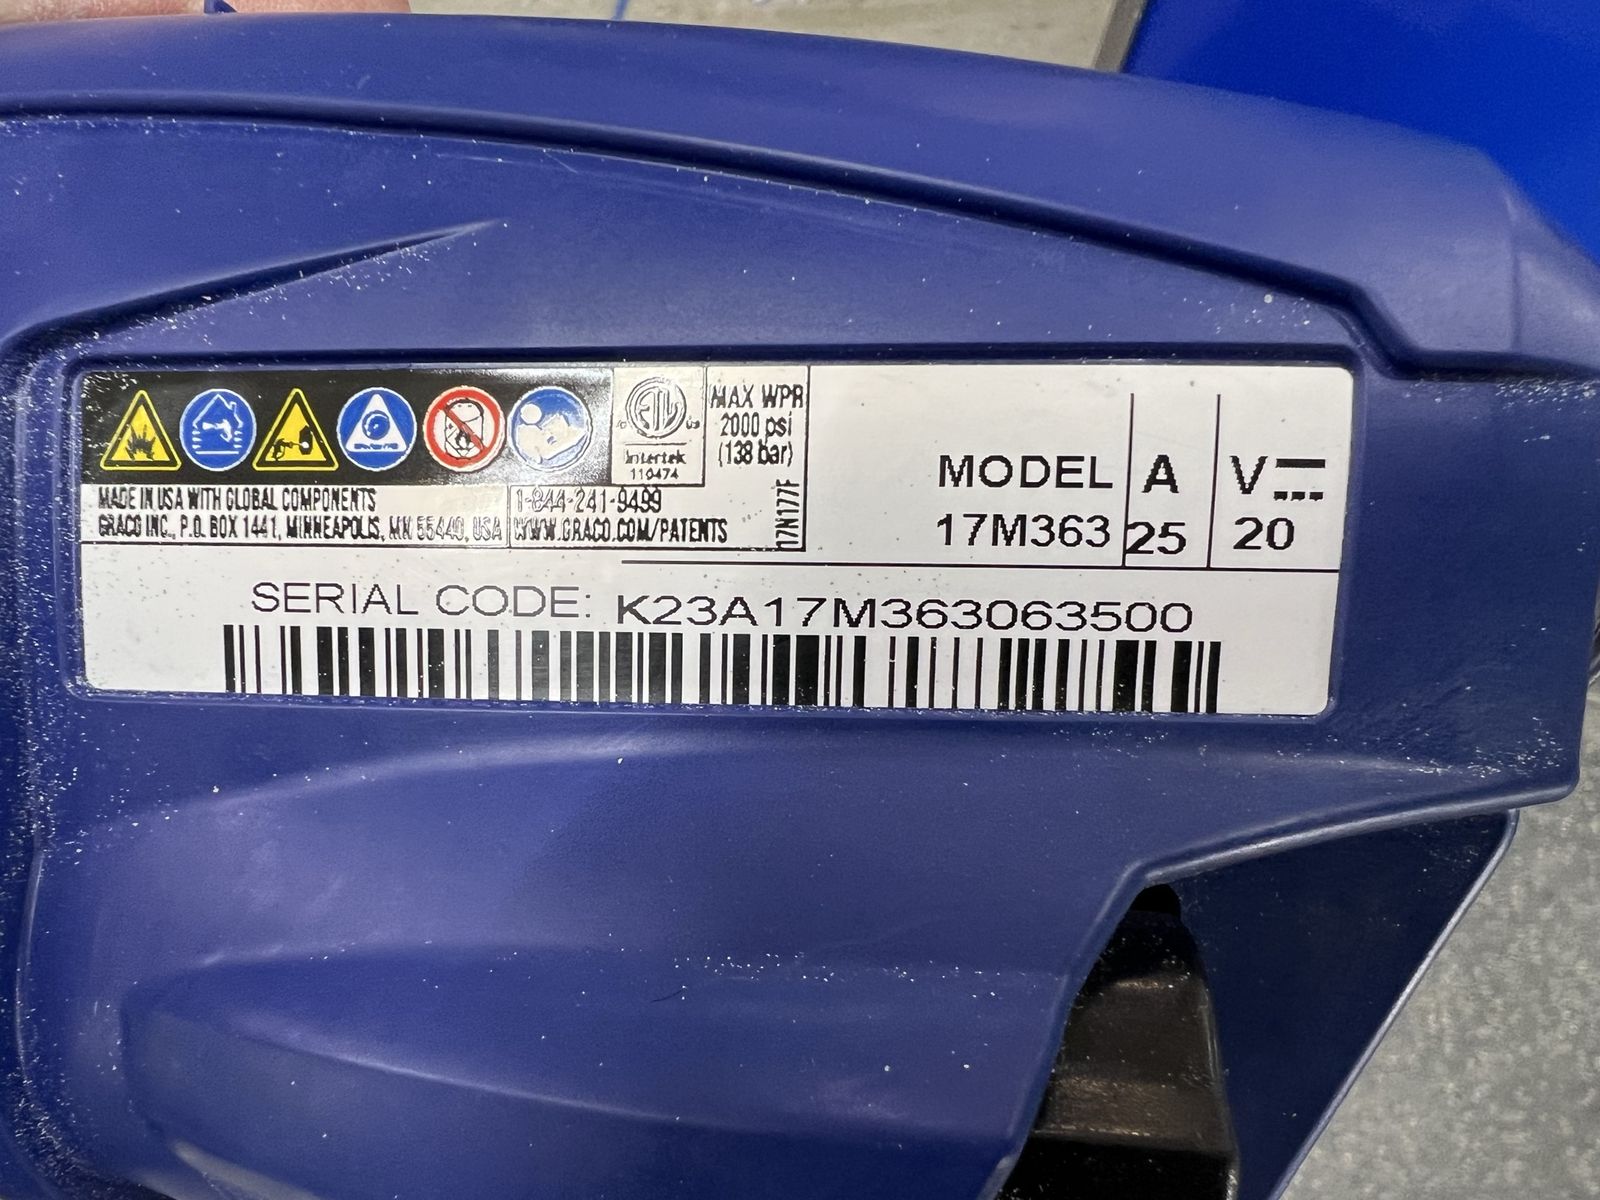 ETL
c us
Intertek
110474
MAX WPR
2000 psi
(138 bar)
17N177F
MADE IN USA WITH GLOBAL COMPONENTS
GRACO INC., P.O. BOX 1441, MINNEAPOLIS, MN 55440, USA
1-844-241-9499
WWW.GRACO.COM/PATENTS
MODEL A V
17M363 25 20
SERIAL CODE: K23A17M363063500